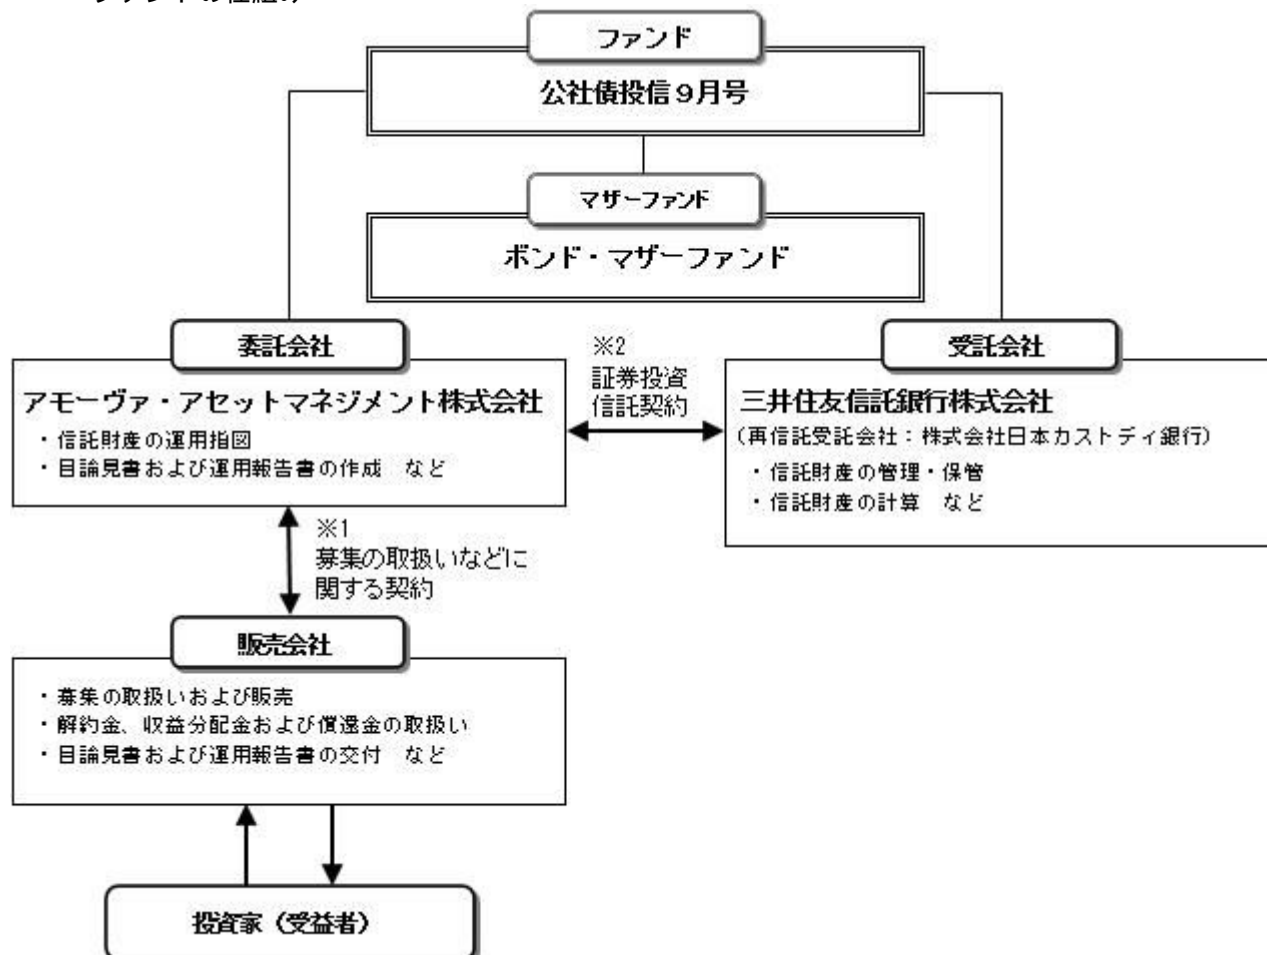 ファンドの仕組み
ファンド
公社債投信９月号
マザーファンド
ボンド・マザーファンド
委託会社
アモーヴァ・アセットマネジメント株式会社
・信託財産の運用指図
・目論見書および運用報告書の作成　など
※2
証券投資
信託契約
受託会社
三井住友信託銀行株式会社
（再信託受託会社：株式会社日本カストディ銀行）
・信託財産の管理・保管
・信託財産の計算　など
※1
募集の取扱いなどに
関する契約
販売会社
・募集の取扱いおよび販売
・解約金、収益分配金および償還金の取扱い
・目論見書および運用報告書の交付　など
投資家（受益者）